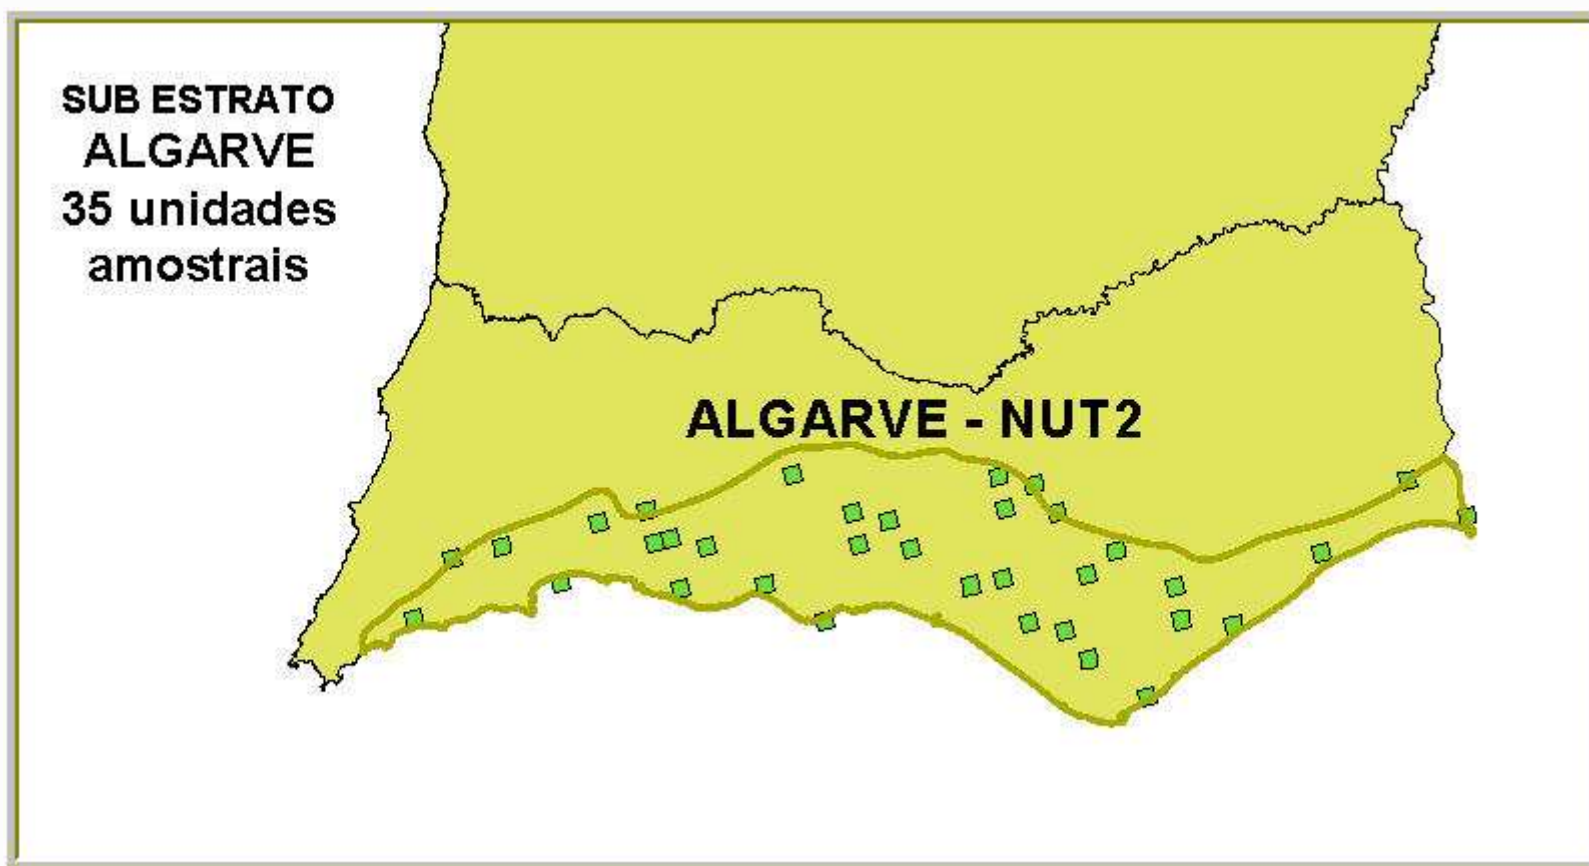 SUB ESTRATO
ALGARVE
35 unidades
amostrais
ALGARVE - NUT2